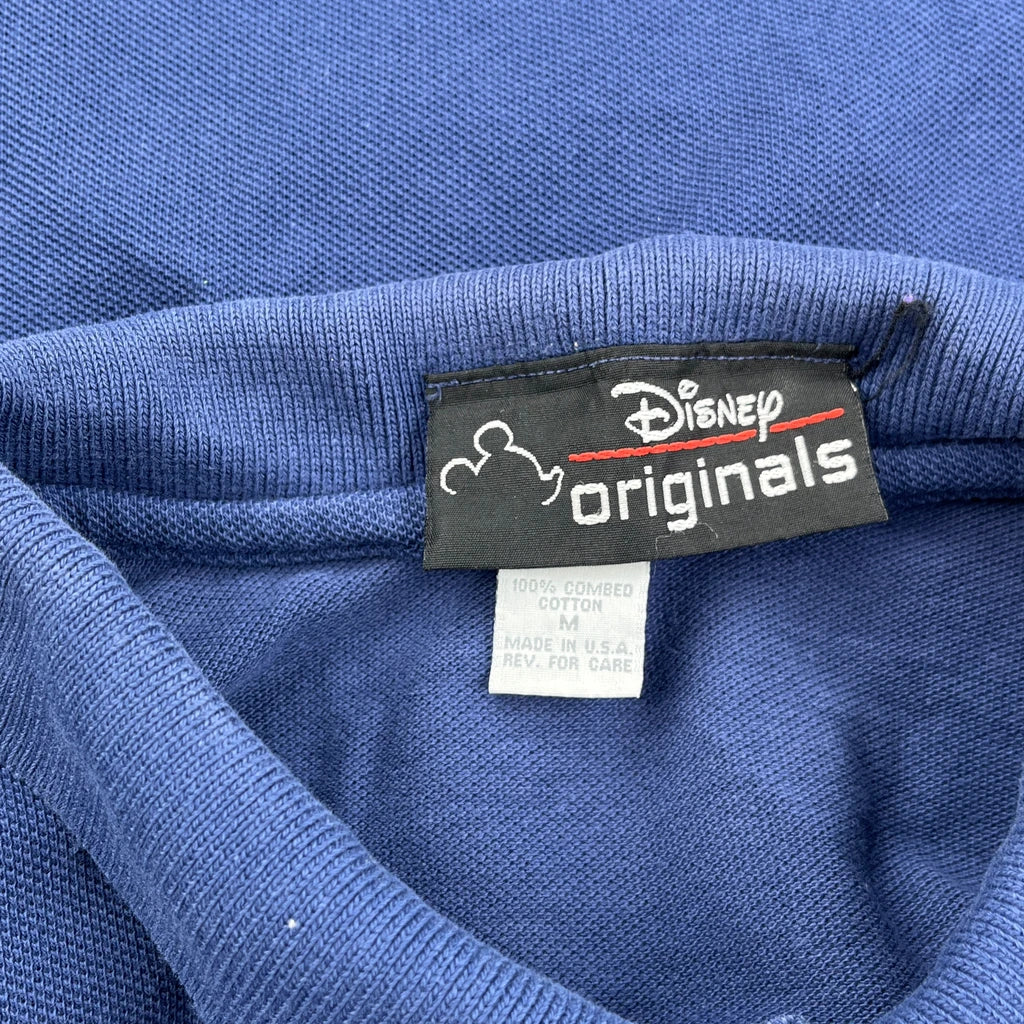 Disney
originals
100% COMBED
COTTON
M
MADE IN U.S.A.
REV. FOR CARE